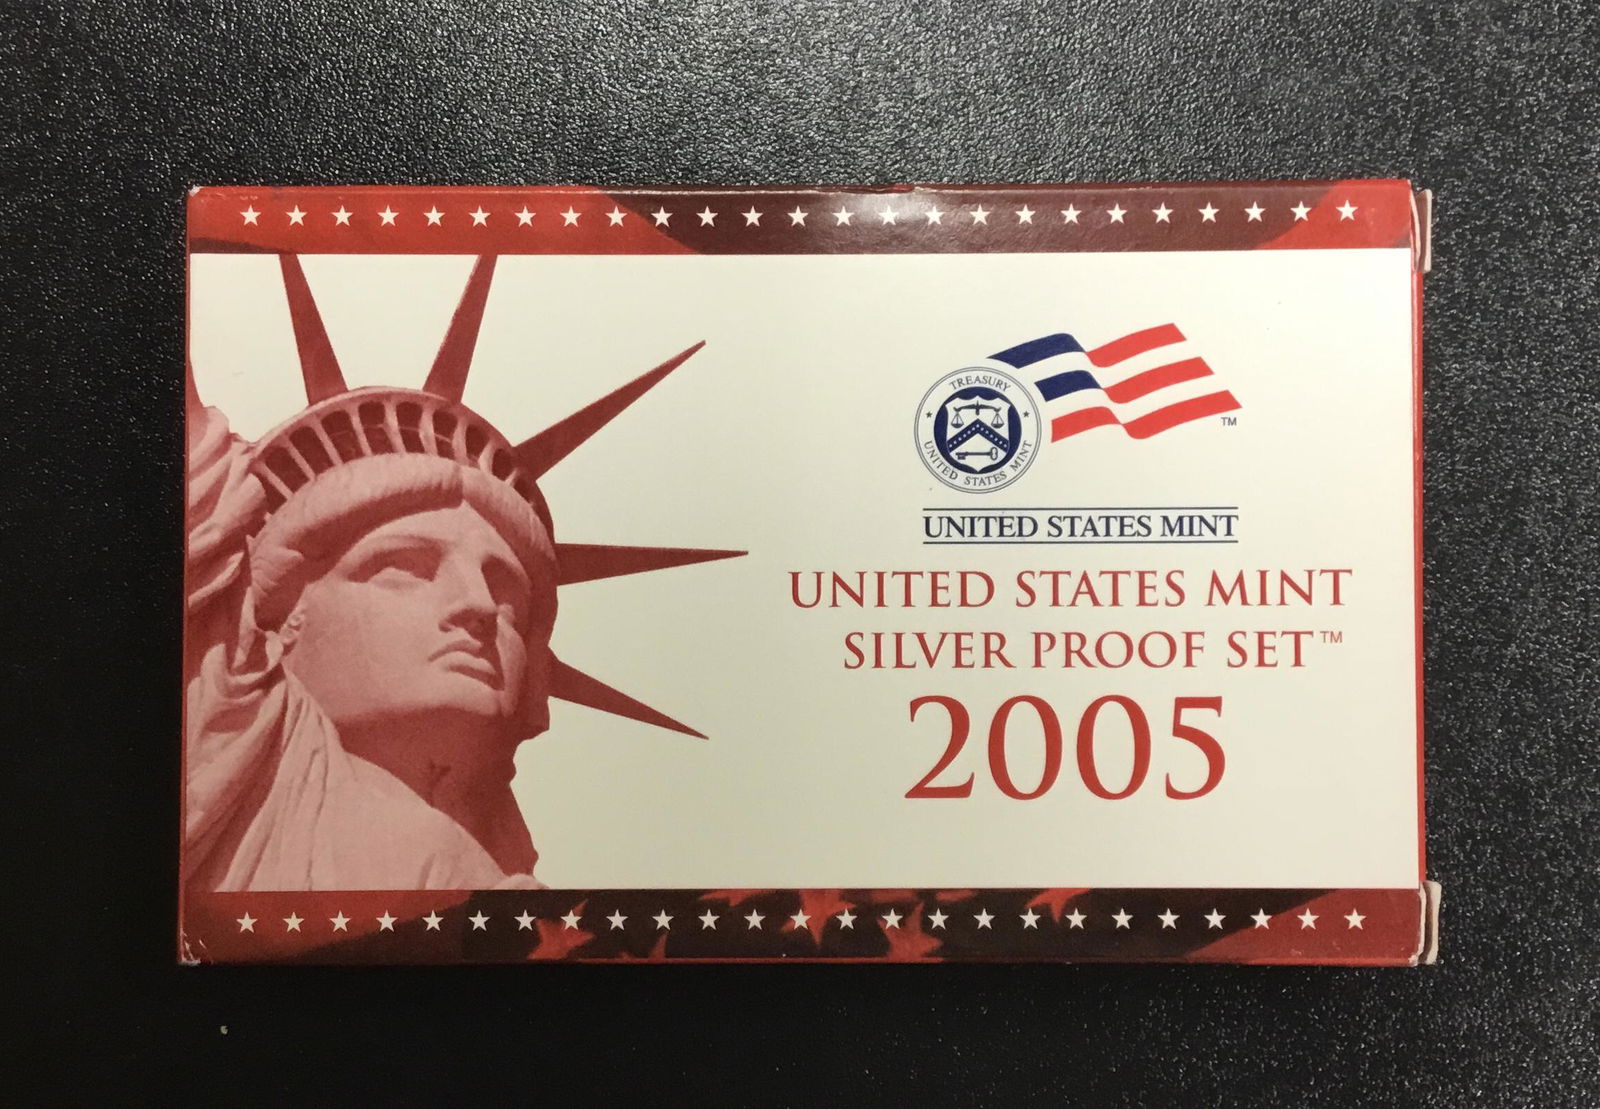 TREASURY
UNITED STATES MINT
TM
UNITED STATES MINT
UNITED STATES MINT
SILVER PROOF SET™
2005